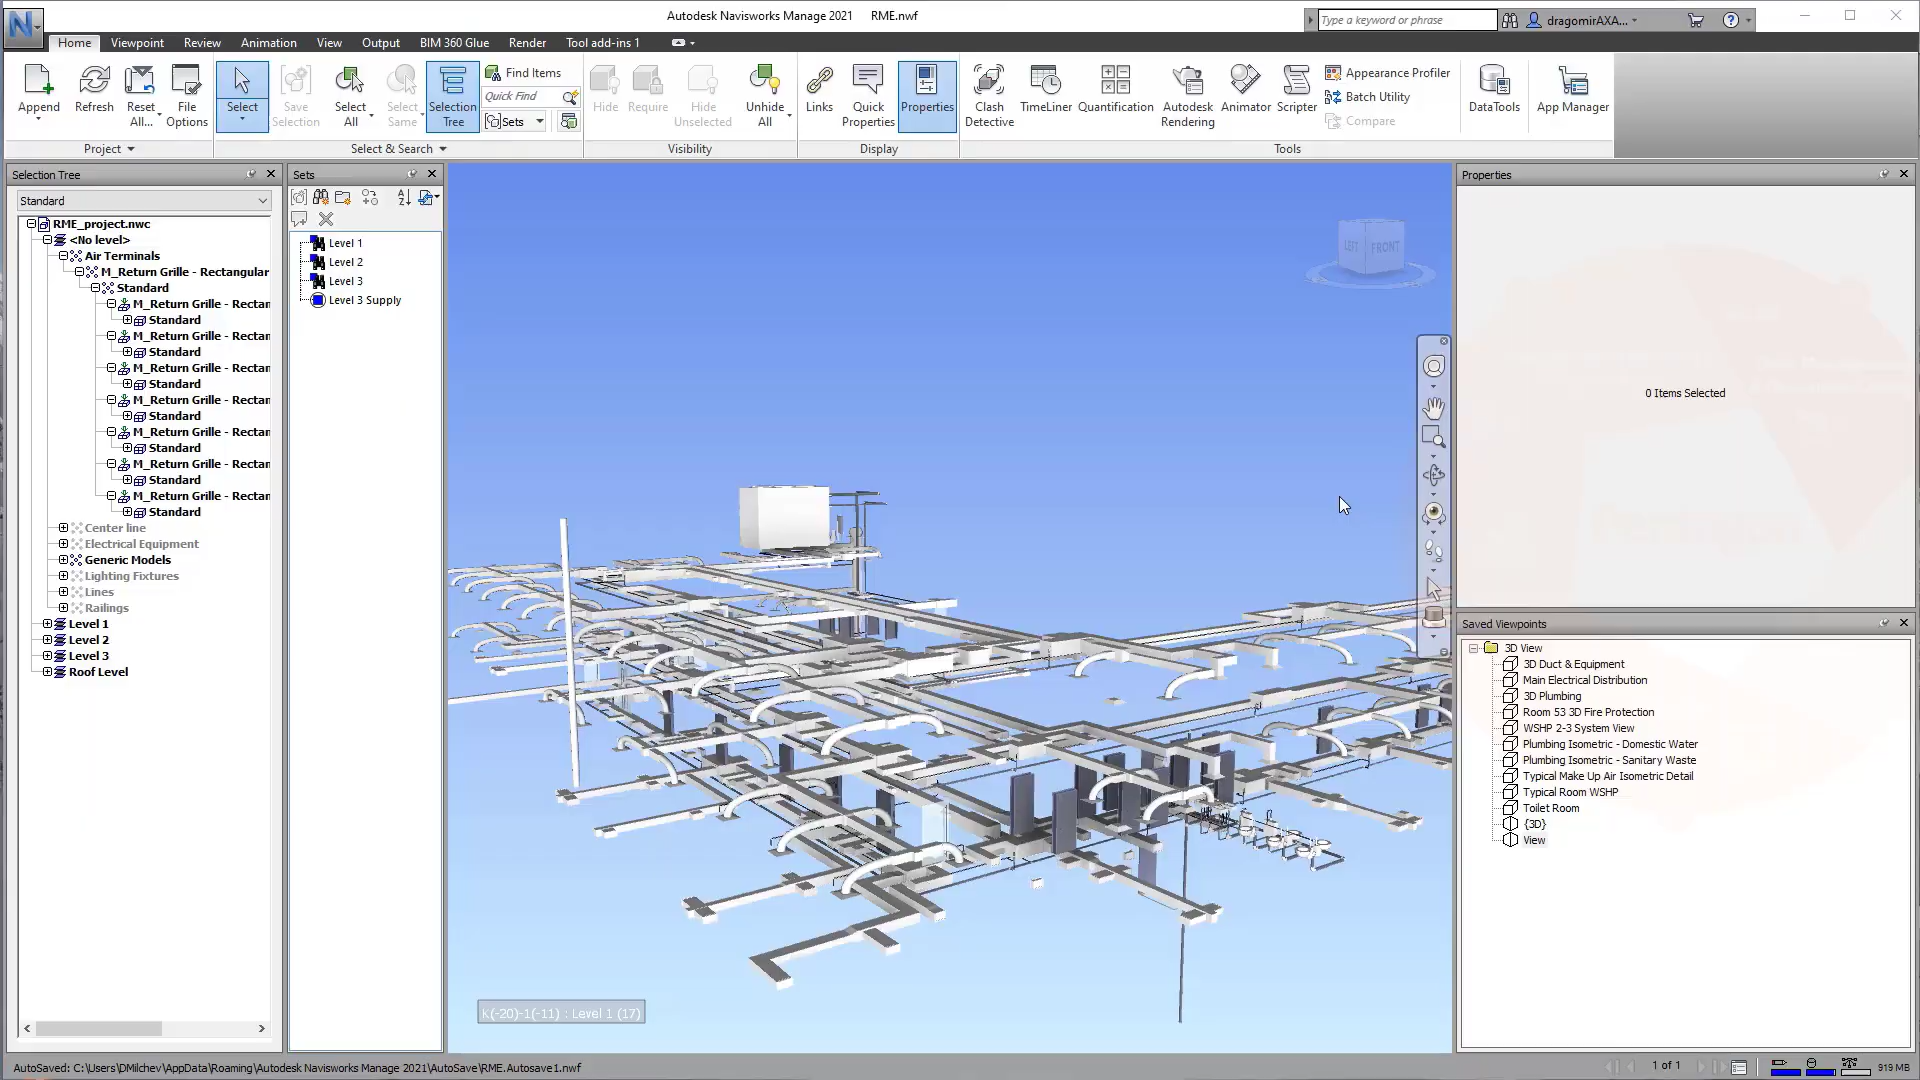 Autodesk Navisworks Manage 2021 RME.nwf
Type a keyword or phrase
dragomirAXA...
Home Viewpoint Review Animation View Output BIM 360 Glue Render Tool add-ins 1
Append
Refresh
Reset All...
File Options
Select
Save Selection
Select All
Select Same
Selection Tree
Find Items
Quick Find
Sets
Hide
Require
Hide Unselected
Unhide All
Links
Quick Properties
Properties
Clash Detective
TimeLiner
Quantification
Autodesk Rendering
Animator
Scripter
Appearance Profiler
Batch Utility
Compare
DataTools
App Manager
Project
Select & Search
Visibility
Display
Tools
Selection Tree
Standard
RME_project.nwc
<No level>
Air Terminals
M_Return Grille - Rectangular
Standard
M_Return Grille - Rectan
Standard
M_Return Grille - Rectan
Standard
M_Return Grille - Rectan
Standard
M_Return Grille - Rectan
Standard
M_Return Grille - Rectan
Standard
M_Return Grille - Rectan
Standard
M_Return Grille - Rectan
Standard
Center line
Electrical Equipment
Generic Models
Lighting Fixtures
Lines
Railings
Level 1
Level 2
Level 3
Roof Level
Sets
Level 1
Level 2
Level 3
Level 3 Supply
LEFT FRONT
K(-20)-1(-11) : Level 1 (17)
Properties
0 Items Selected
Saved Viewpoints
3D View
3D Duct & Equipment
Main Electrical Distribution
3D Plumbing
Room 53 3D Fire Protection
WSHP 2-3 System View
Plumbing Isometric - Domestic Water
Plumbing Isometric - Sanitary Waste
Typical Make Up Air Isometric Detail
Typical Room WSHP
Toilet Room
{3D}
View
AutoSaved: C:\Users\DMilchev\AppData\Roaming\Autodesk Navisworks Manage 2021\AutoSave\RME.Autosave1.nwf
1 of 1
919 MB